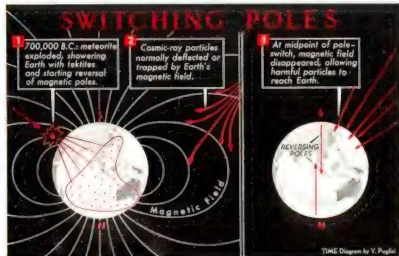 SWITCHING POLES
1
700,000 B.C.: meteorite
exploded, showering
Earth with tektites
and starting reversal
of magnetic poles.
2
Cosmic-ray particles
normally deflected or
trapped by Earth's
magnetic field.
3
At midpoint of pole-
switch, magnetic field
disappeared, allowing
harmful particles to
reach Earth.
S
Magnetic Field
N
S
REVERSING
POLES
N
TIME Diagram by V. Puglisi